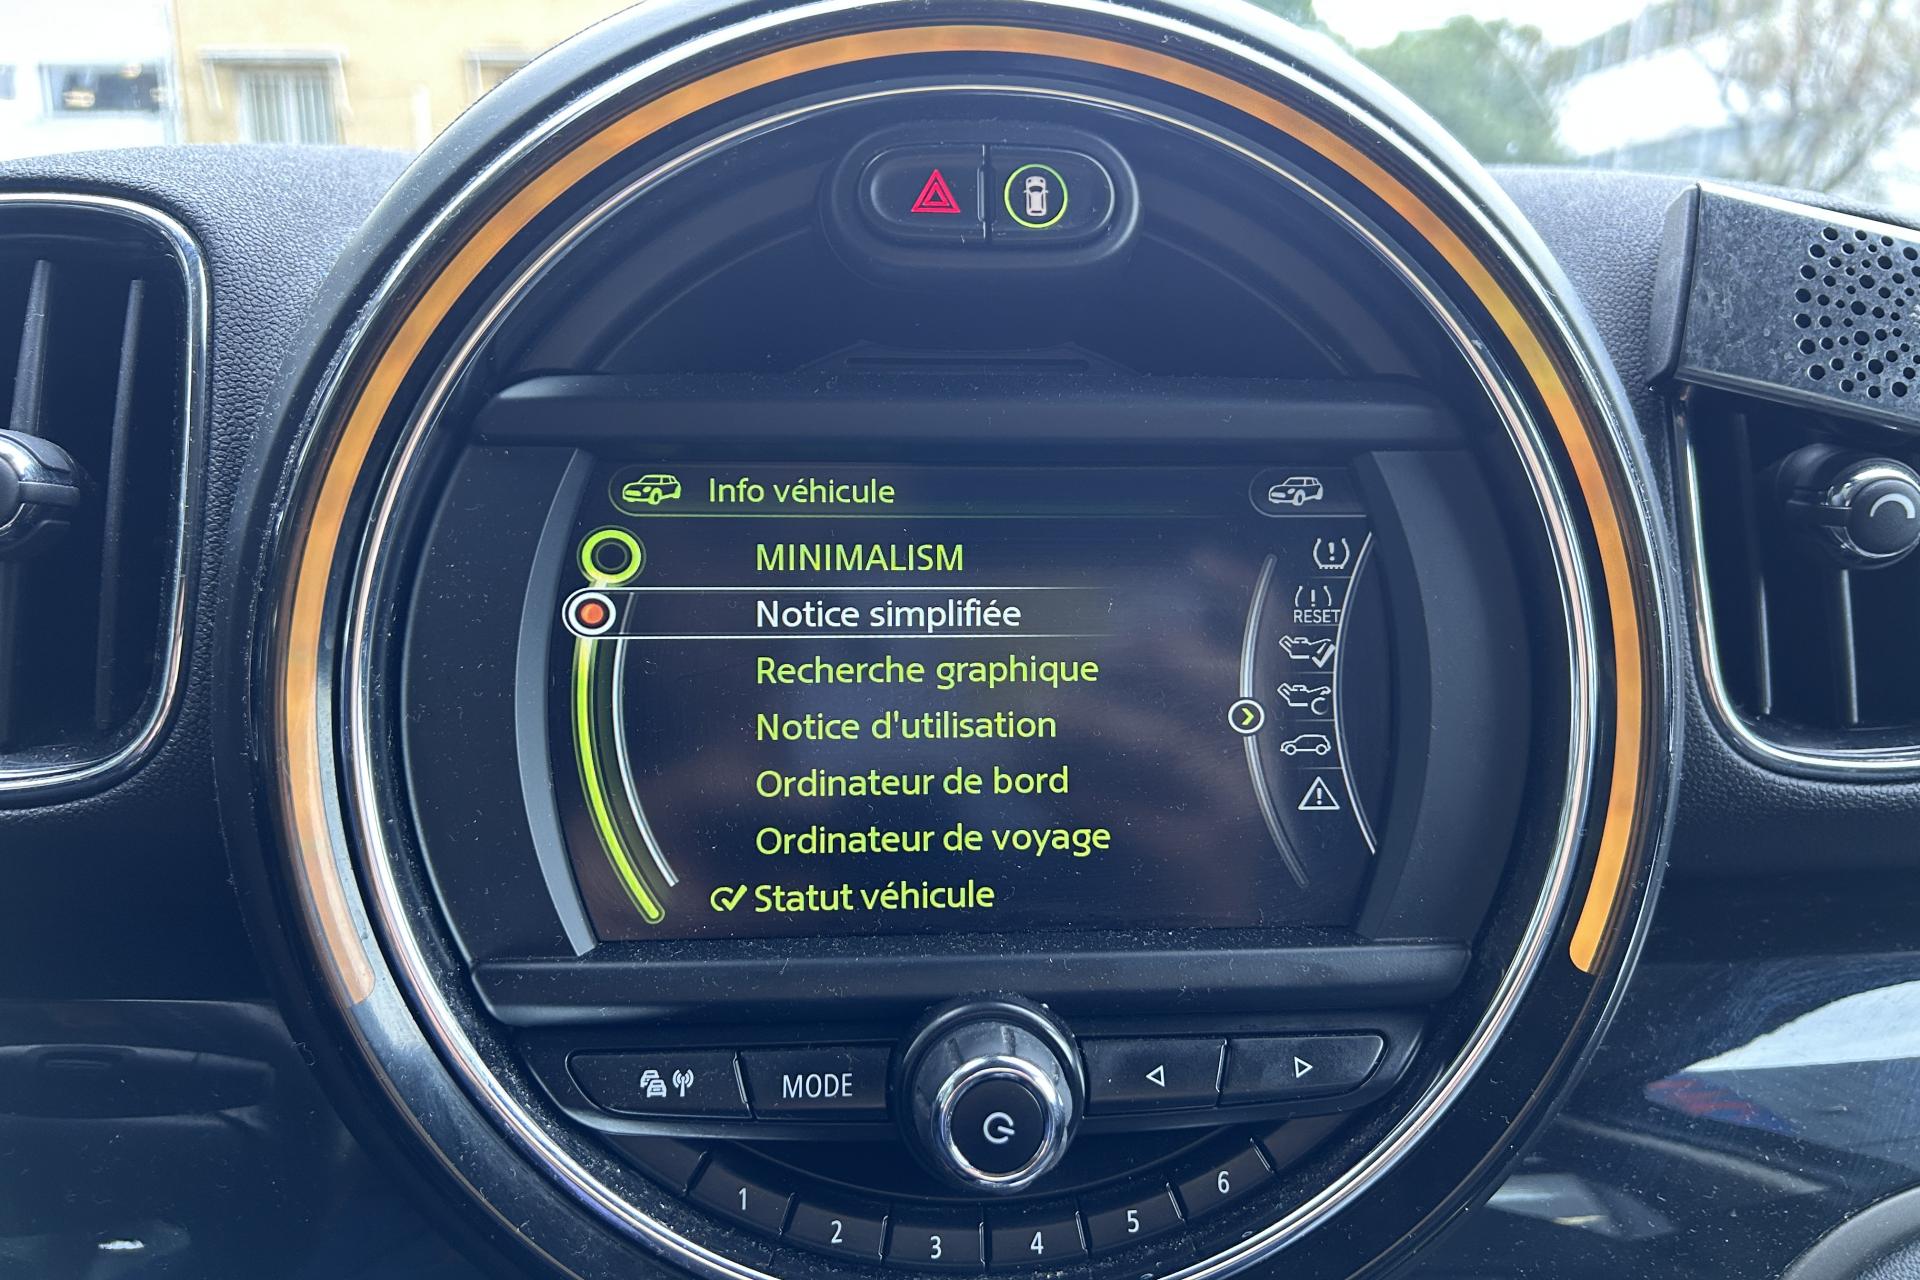 Info véhicule
MINIMALISM
Notice simplifiée
Recherche graphique
Notice d'utilisation
Ordinateur de bord
Ordinateur de voyage
Statut véhicule
RESET
MODE
1
2
3
4
5
6